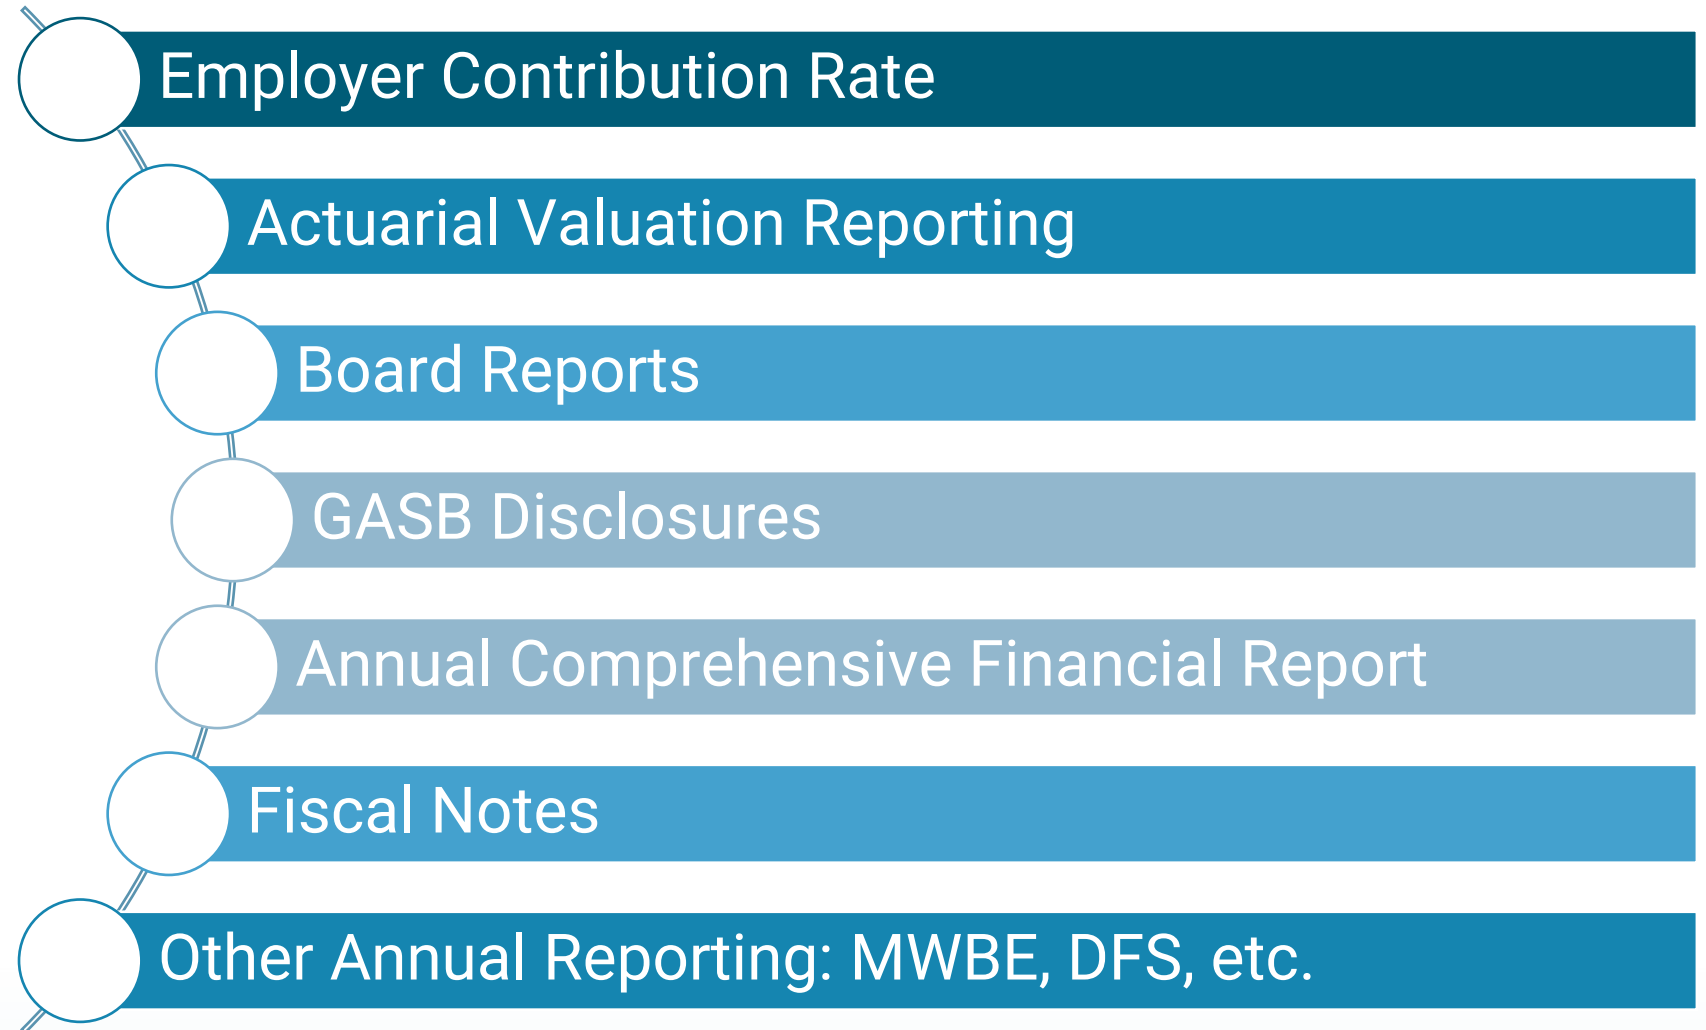 Employer Contribution Rate
Actuarial Valuation Reporting
Board Reports
GASB Disclosures
Annual Comprehensive Financial Report
Fiscal Notes
Other Annual Reporting: MWBE, DFS, etc.